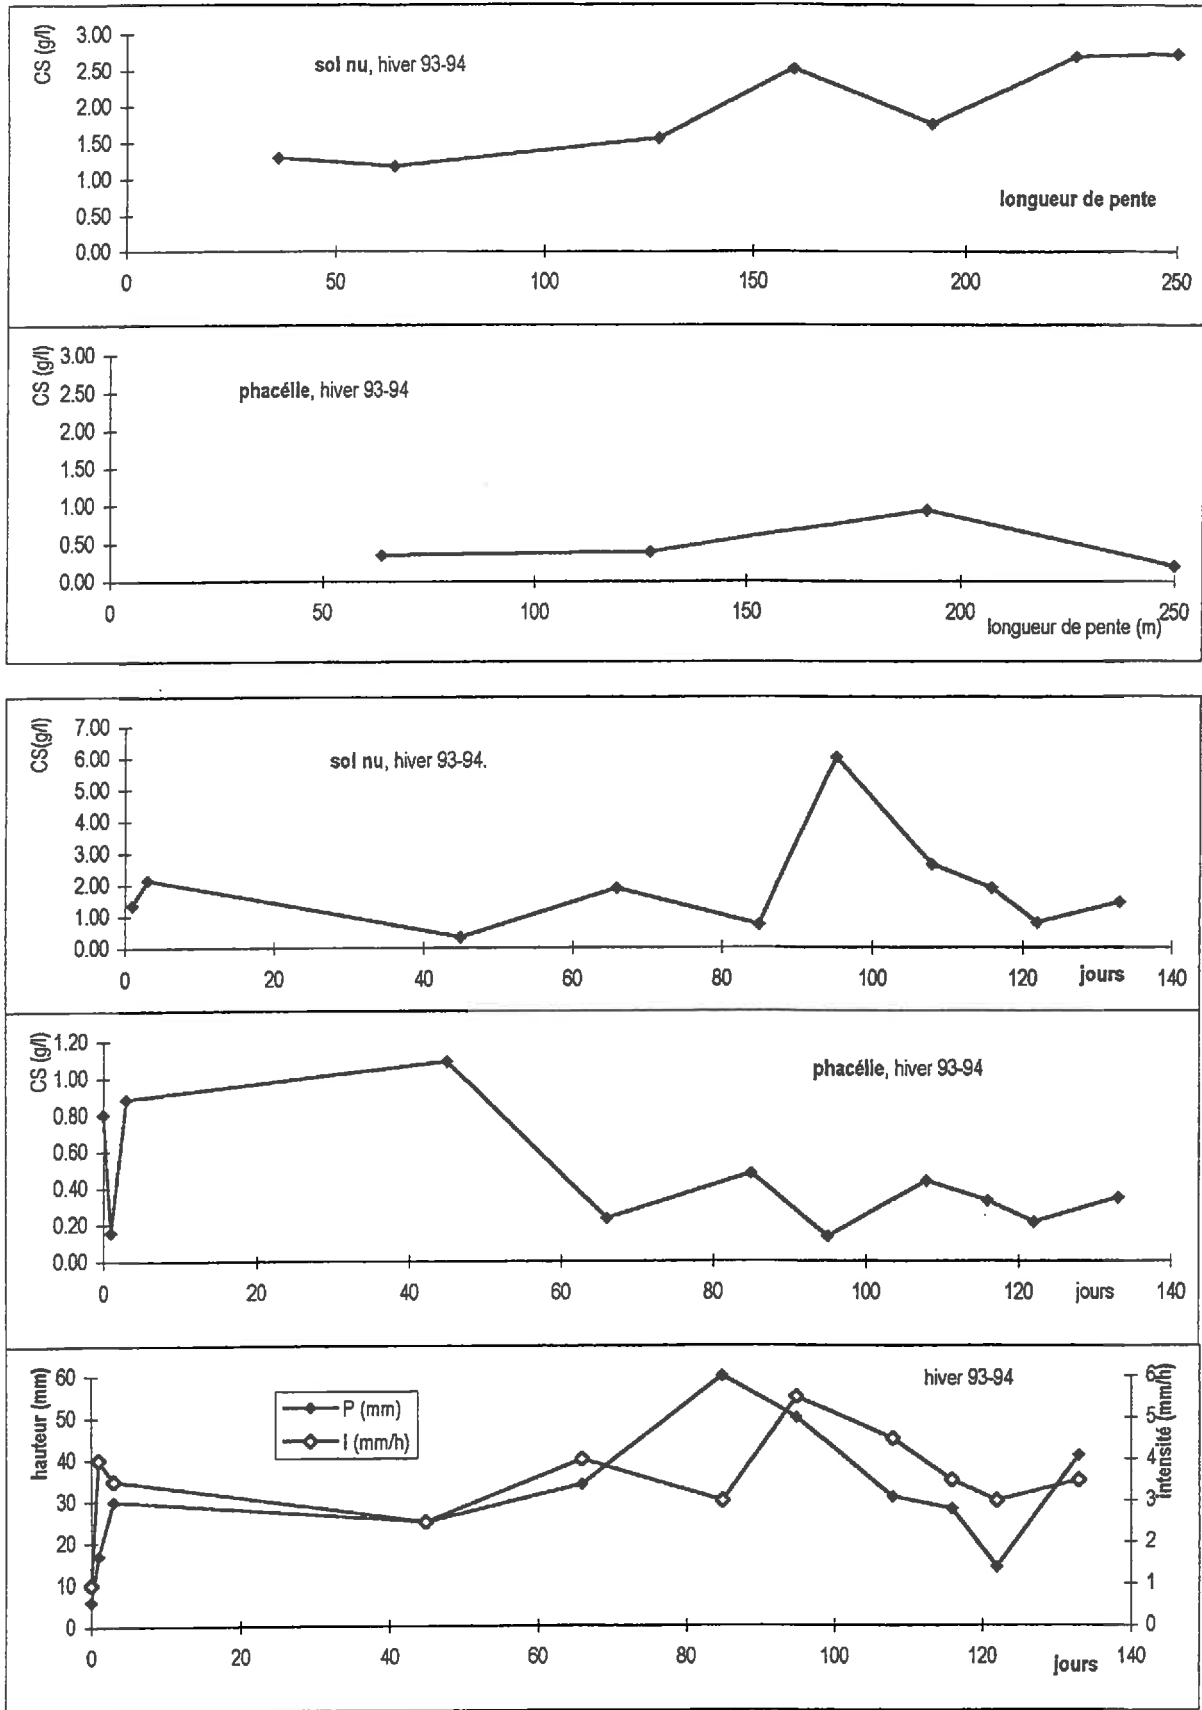 CS (g/l)
3.00
2.50
2.00
1.50
1.00
0.50
0.00
sol nu, hiver 93-94
longueur de pente
0 50 100 150 200 250
CS (g/l)
3.00
2.50
2.00
1.50
1.00
0.50
0.00
phacélie, hiver 93-94
0 50 100 150 200 250
longueur de pente (m)
CS(g/l)
7.00
6.00
5.00
4.00
3.00
2.00
1.00
0.00
sol nu, hiver 93-94.
0 20 40 60 80 100 120 jours 140
CS (g/l)
1.20
1.00
0.80
0.60
0.40
0.20
0.00
phacélie, hiver 93-94
0 20 40 60 80 100 120 jours 140
hauteur (mm)
60
50
40
30
20
10
0
P (mm)
I (mm/h)
hiver 93-94
6
5
4
3
2
1
0
intensité (mm/h)
0 20 40 60 80 100 120 jours 140